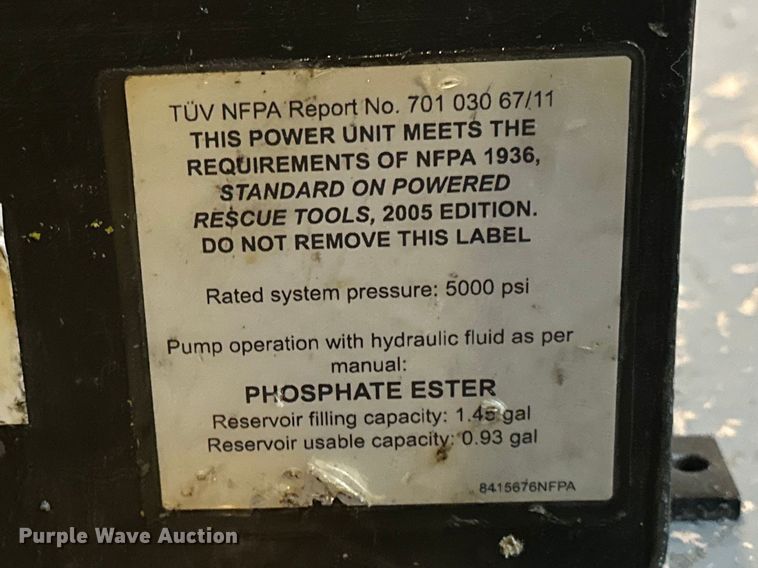 TÜV NFPA Report No. 701 030 67/11
THIS POWER UNIT MEETS THE
REQUIREMENTS OF NFPA 1936,
STANDARD ON POWERED
RESCUE TOOLS, 2005 EDITION.
DO NOT REMOVE THIS LABEL
Rated system pressure: 5000 psi
Pump operation with hydraulic fluid as per
manual:
PHOSPHATE ESTER
Reservoir filling capacity: 1.45 gal
Reservoir usable capacity: 0.93 gal
8415676NFPA
Purple Wave Auction